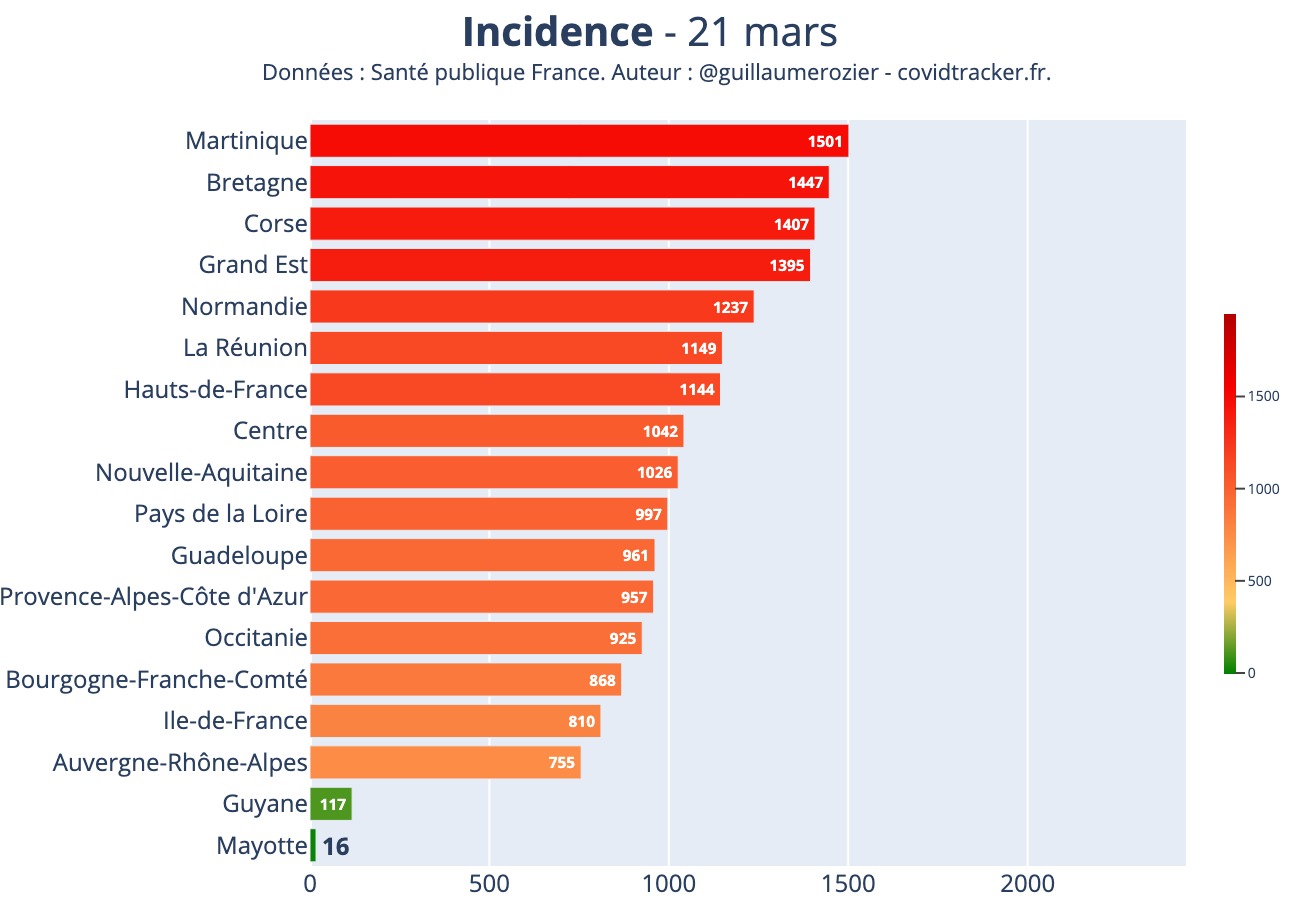 Incidence - 21 mars
Données : Santé publique France. Auteur : @guillaumerozier - covidtracker.fr.
Martinique 1501
Bretagne 1447
Corse 1407
Grand Est 1395
Normandie 1237
La Réunion 1149
Hauts-de-France 1144
Centre 1042
Nouvelle-Aquitaine 1026
Pays de la Loire 997
Guadeloupe 961
Provence-Alpes-Côte d'Azur 957
Occitanie 925
Bourgogne-Franche-Comté 868
Ile-de-France 810
Auvergne-Rhône-Alpes 755
Guyane 117
Mayotte 16
0 500 1000 1500 2000
1500
1000
500
0